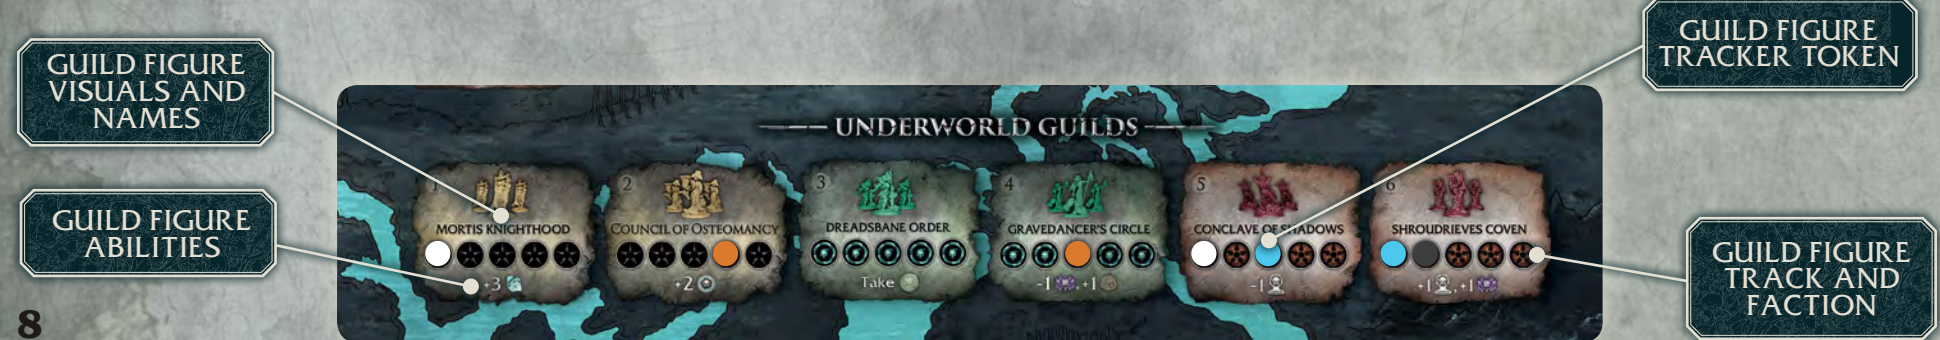 GUILD FIGURE
VISUALS AND
NAMES
GUILD FIGURE
ABILITIES
GUILD FIGURE
TRACKER TOKEN
GUILD FIGURE
TRACK AND
FACTION
UNDERWORLD GUILDS
1
MORTIS KNIGHTHOOD
+3
2
COUNCIL OF OSTEOMANCY
+2
3
DREADSBANE ORDER
Take
4
GRAVEDANCER'S CIRCLE
-1 ,+1
5
CONCLAVE OF SHADOWS
-1
6
SHROUDRIEVES COVEN
+1 ,+1
8